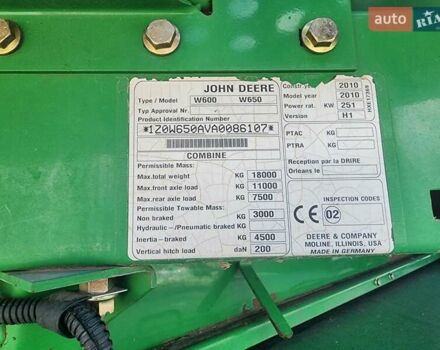 auto RIA
JOHN DEERE
Type / Model W600 W650
Type Approval Nr.
Product Identification Number
*1Z0W650AVA0086107*
COMBINE
Permissible Mass:
Max.total weight KG 18000
Max.front axle load KG 11000
Max.rear axle load KG 7500
Permissible Towable Mass:
Non braked KG 3000
Hydraulic –/Pneumatic braked KG
Inertia–braked KG 4500
Vertical hitch load daN 200
Constr year 2010
Model year 2010
Power rat. KW 251
Version H1
PTAC KG
PTRA KG
Reception par la DRIRE
Orleans le
INSPECTION CODES
CE 02
DEERE & COMPANY
MOLINE, ILLINOIS, USA
MADE IN GERMANY